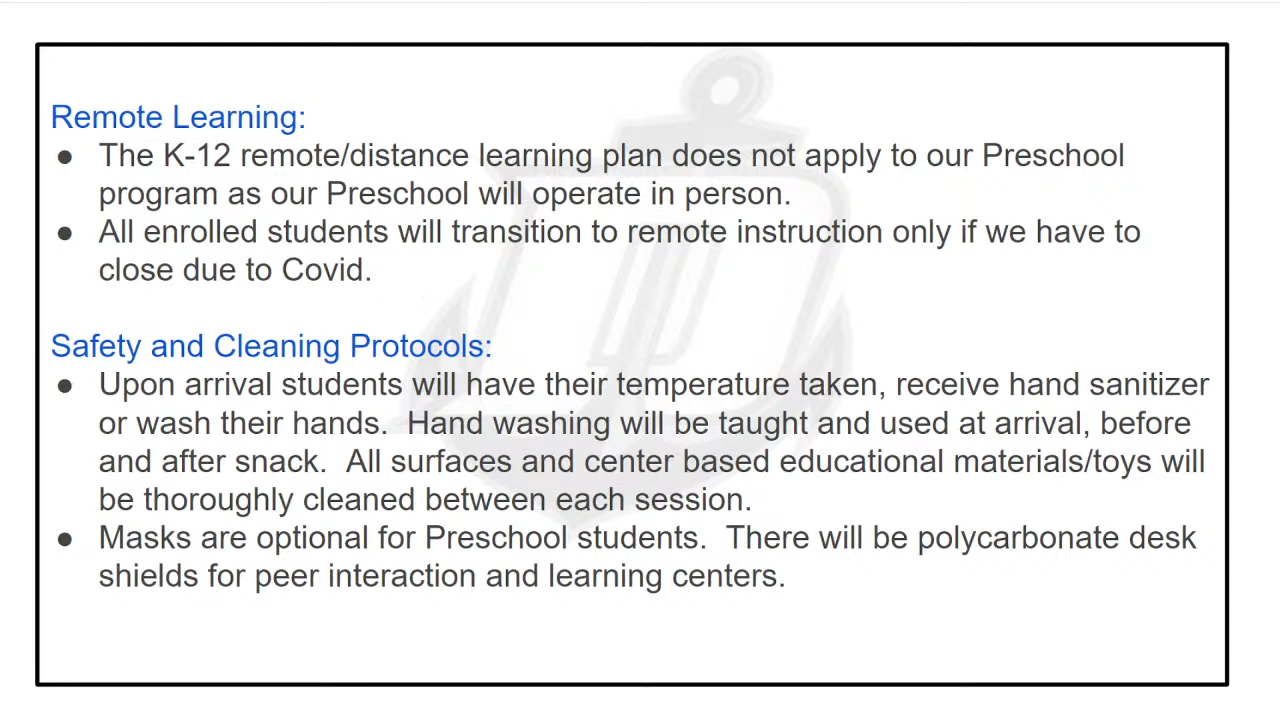 Remote Learning:
● The K-12 remote/distance learning plan does not apply to our Preschool
program as our Preschool will operate in person.
● All enrolled students will transition to remote instruction only if we have to
close due to Covid.
Safety and Cleaning Protocols:
● Upon arrival students will have their temperature taken, receive hand sanitizer
or wash their hands.  Hand washing will be taught and used at arrival, before
and after snack.  All surfaces and center based educational materials/toys will
be thoroughly cleaned between each session.
● Masks are optional for Preschool students.  There will be polycarbonate desk
shields for peer interaction and learning centers.